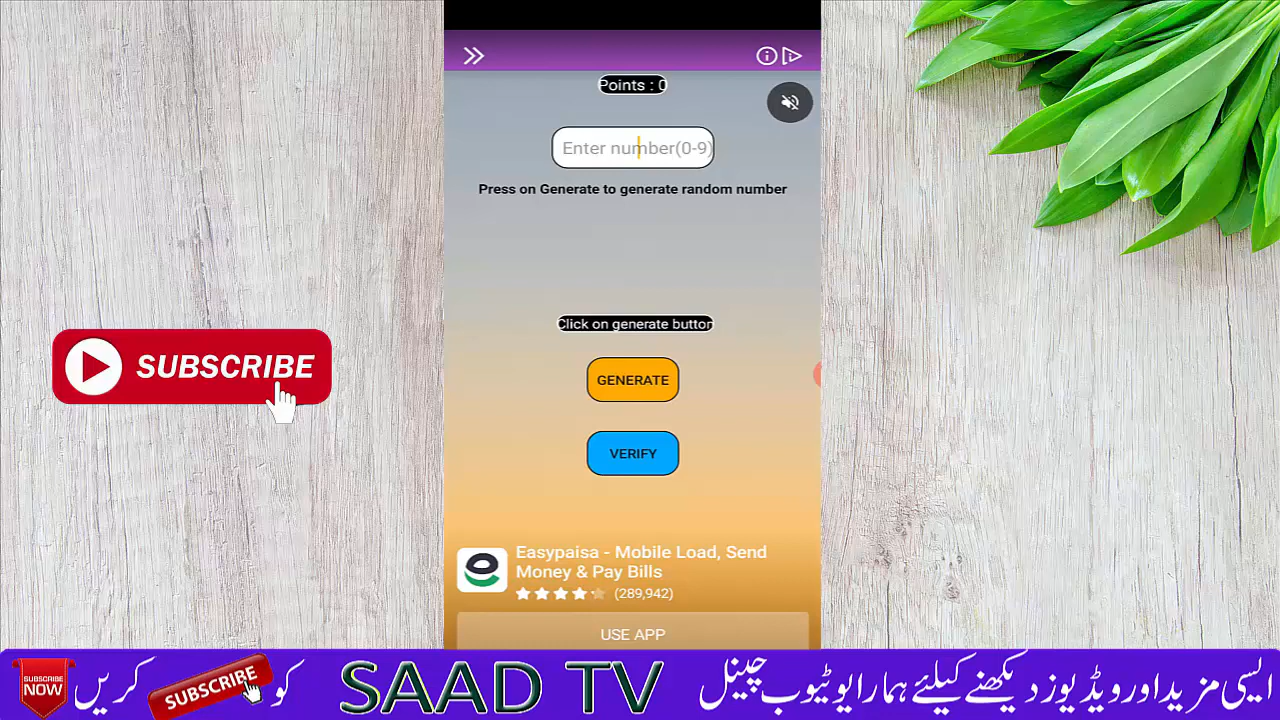 Points : 0
Enter number(0-9)
Press on Generate to generate random number
Click on generate button
GENERATE
VERIFY
SUBSCRIBE
Easypaisa - Mobile Load, Send
Money & Pay Bills
(289,942)
USE APP
ایسی مزید اور ویڈیوز دیکھنے کیلئے ہمارا یوٹیوب چینل SAAD TV کو SUBSCRIBE کریں SUBSCRIBE NOW